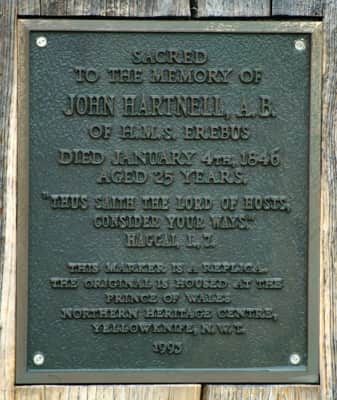 SACRED
TO THE MEMORY OF
JOHN HARTNELL, A.B.
OF H.M.S. EREBUS
DIED JANUARY 4TH, 1846
AGED 25 YEARS.
"THUS SAITH THE LORD OF HOSTS,
CONSIDER YOUR WAYS"
HAGGAI, I., 7.
THIS MARKER IS A REPLICA.
THE ORIGINAL IS HOUSED AT THE
PRINCE OF WALES
NORTHERN HERITAGE CENTRE,
YELLOWKNIFE, N.W.T.
1993